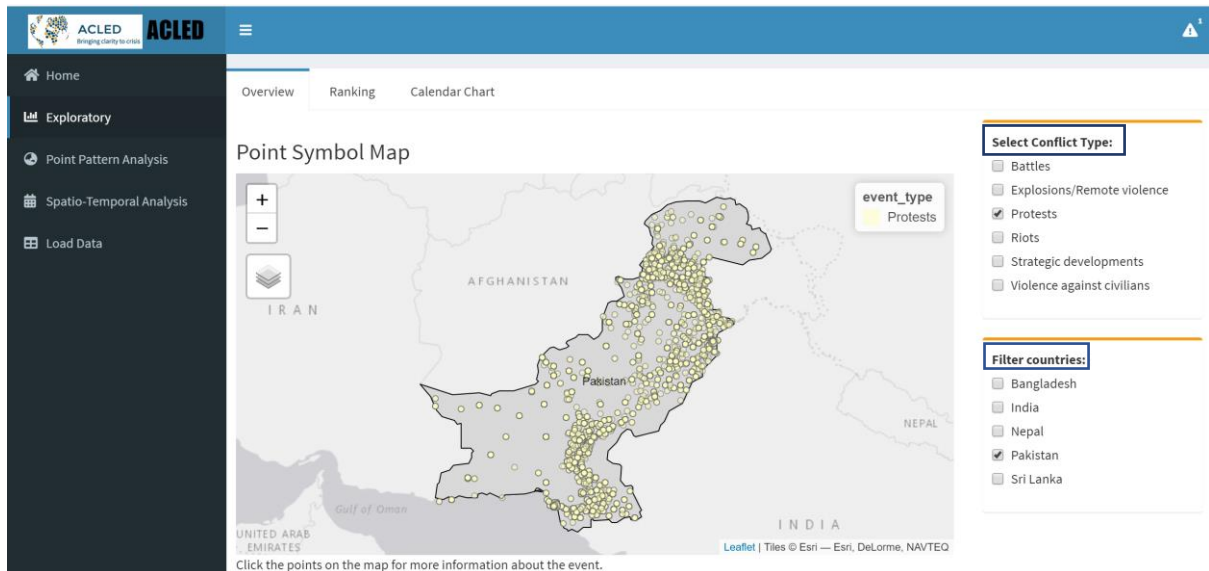 ACLED
Bringing clarity to crisis
ACLED
1
Home
Exploratory
Point Pattern Analysis
Spatio-Temporal Analysis
Load Data
Overview
Ranking
Calendar Chart
Point Symbol Map
+
−
event_type
Protests
AFGHANISTAN
IRAN
Pakistan
NEPAL
Gulf of Oman
UNITED ARAB
EMIRATES
INDIA
Leaflet | Tiles © Esri — Esri, DeLorme, NAVTEQ
Click the points on the map for more information about the event.
Select Conflict Type:
Battles
Explosions/Remote violence
Protests
Riots
Strategic developments
Violence against civilians
Filter countries:
Bangladesh
India
Nepal
Pakistan
Sri Lanka